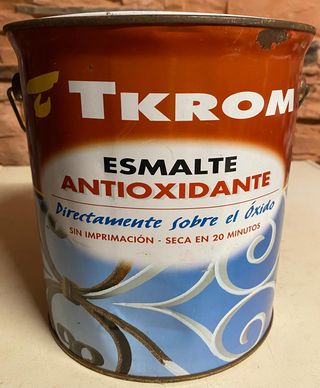 TKROM
ESMALTE
ANTIOXIDANTE
Directamente sobre el Óxido
SIN IMPRIMACIÓN - SECA EN 20 MINUTOS